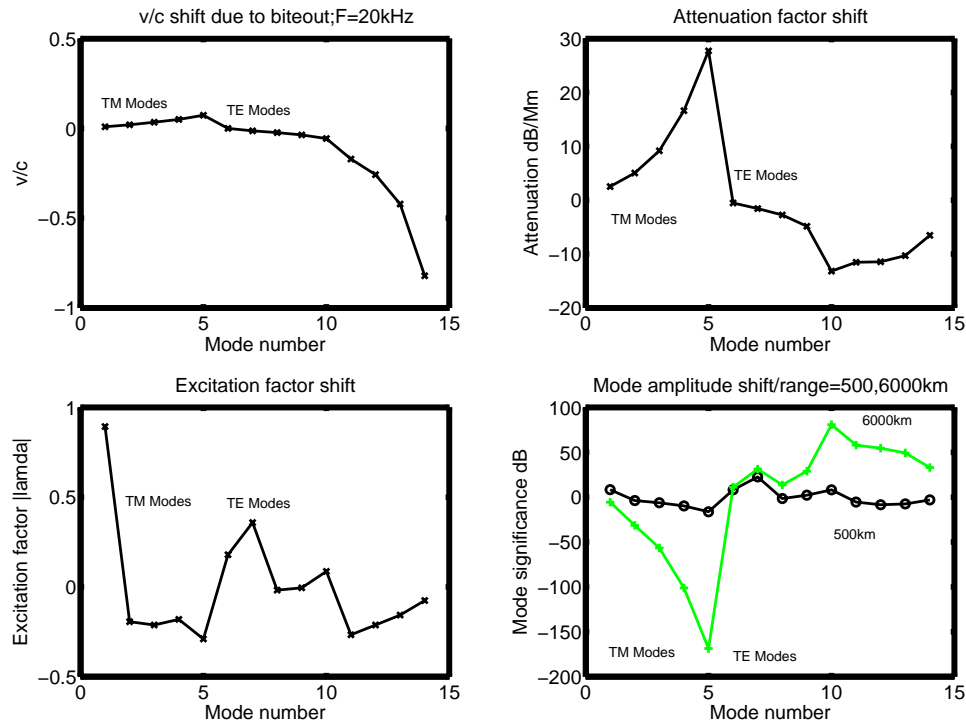 v/c shift due to biteout;F=20kHz
0.5
0
−0.5
−1
v/c
TM Modes
TE Modes
0
5
10
15
Mode number
Attenuation factor shift
30
20
10
0
−10
−20
Attenuation dB/Mm
TE Modes
TM Modes
0
5
10
15
Mode number
Excitation factor shift
1
0.5
0
−0.5
Excitation factor |lamda|
TM Modes
TE Modes
0
5
10
15
Mode number
Mode amplitude shift/range=500,6000km
100
50
0
−50
−100
−150
−200
Mode significance dB
6000km
500km
TM Modes
TE Modes
0
5
10
15
Mode number